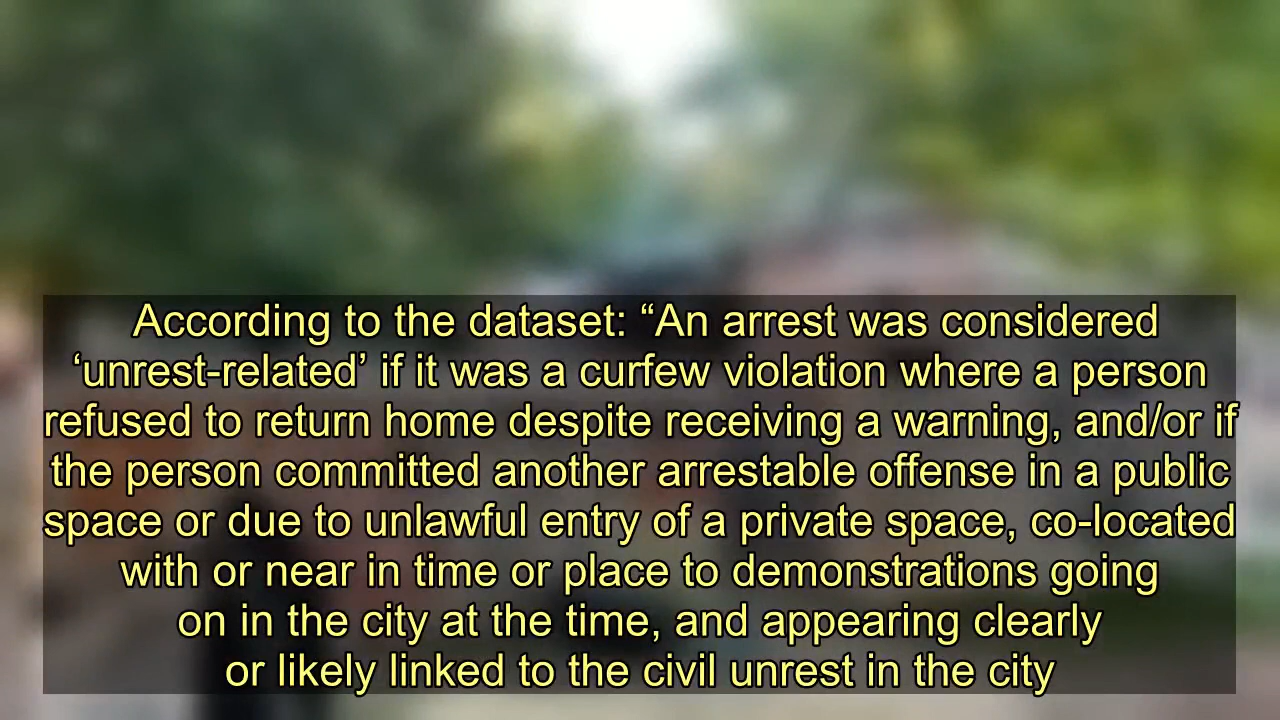 According to the dataset: “An arrest was considered
‘unrest-related’ if it was a curfew violation where a person
refused to return home despite receiving a warning, and/or if
the person committed another arrestable offense in a public
space or due to unlawful entry of a private space, co-located
with or near in time or place to demonstrations going
on in the city at the time, and appearing clearly
or likely linked to the civil unrest in the city